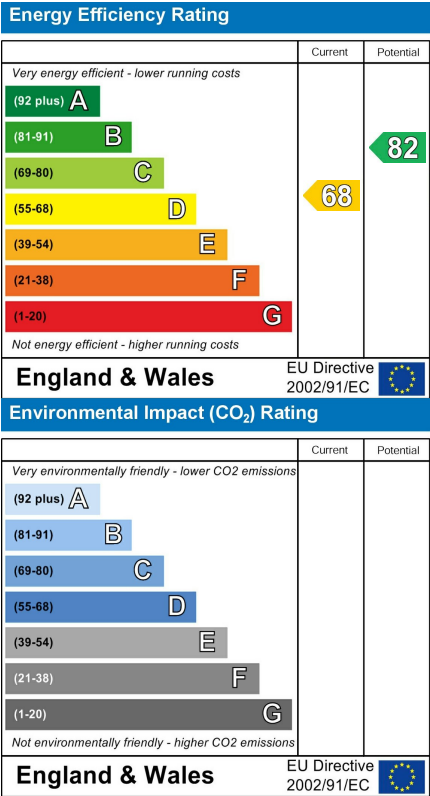 Energy Efficiency Rating
Current Potential
Very energy efficient - lower running costs
(92 plus) A
(81-91) B
82
(69-80) C
68
(55-68) D
(39-54) E
(21-38) F
(1-20) G
Not energy efficient - higher running costs
England & Wales
EU Directive
2002/91/EC
Environmental Impact (CO₂) Rating
Current Potential
Very environmentally friendly - lower CO2 emissions
(92 plus) A
(81-91) B
(69-80) C
(55-68) D
(39-54) E
(21-38) F
(1-20) G
Not environmentally friendly - higher CO2 emissions
England & Wales
EU Directive
2002/91/EC